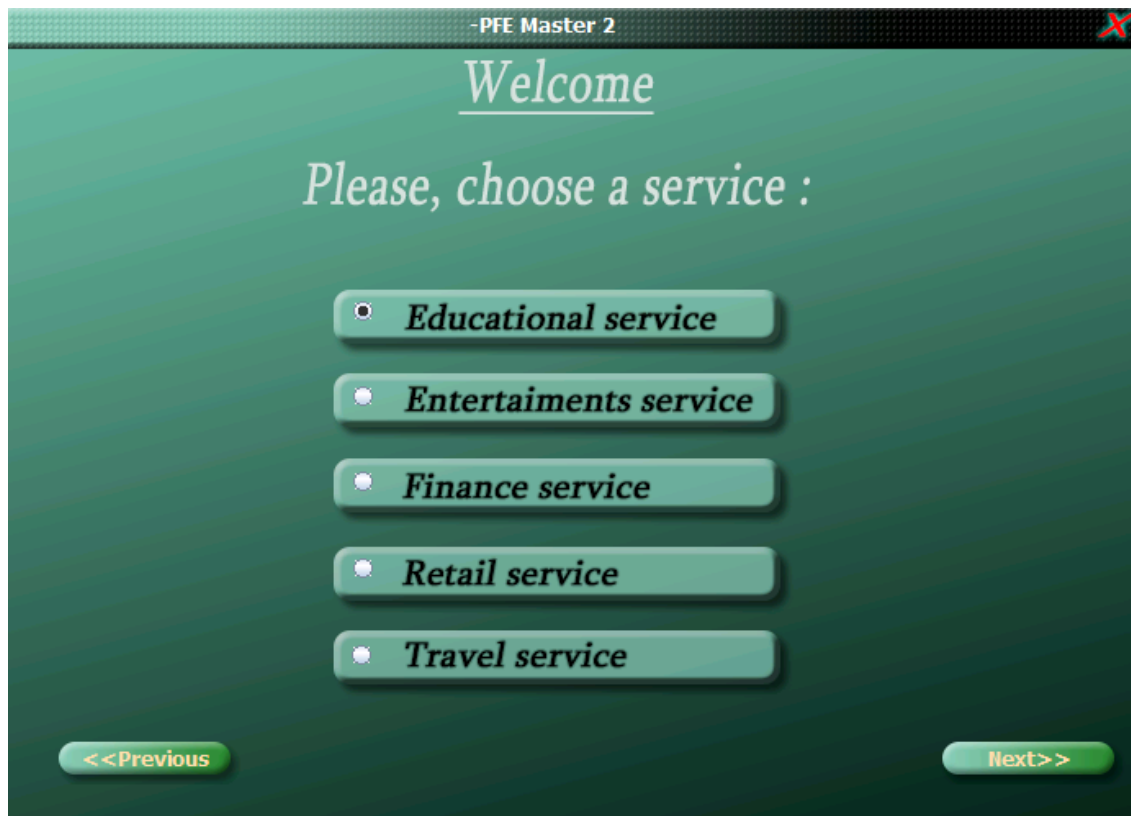 -PFE Master 2
X
Welcome
Please, choose a service :
Educational service
Entertaiments service
Finance service
Retail service
Travel service
<<Previous
Next>>